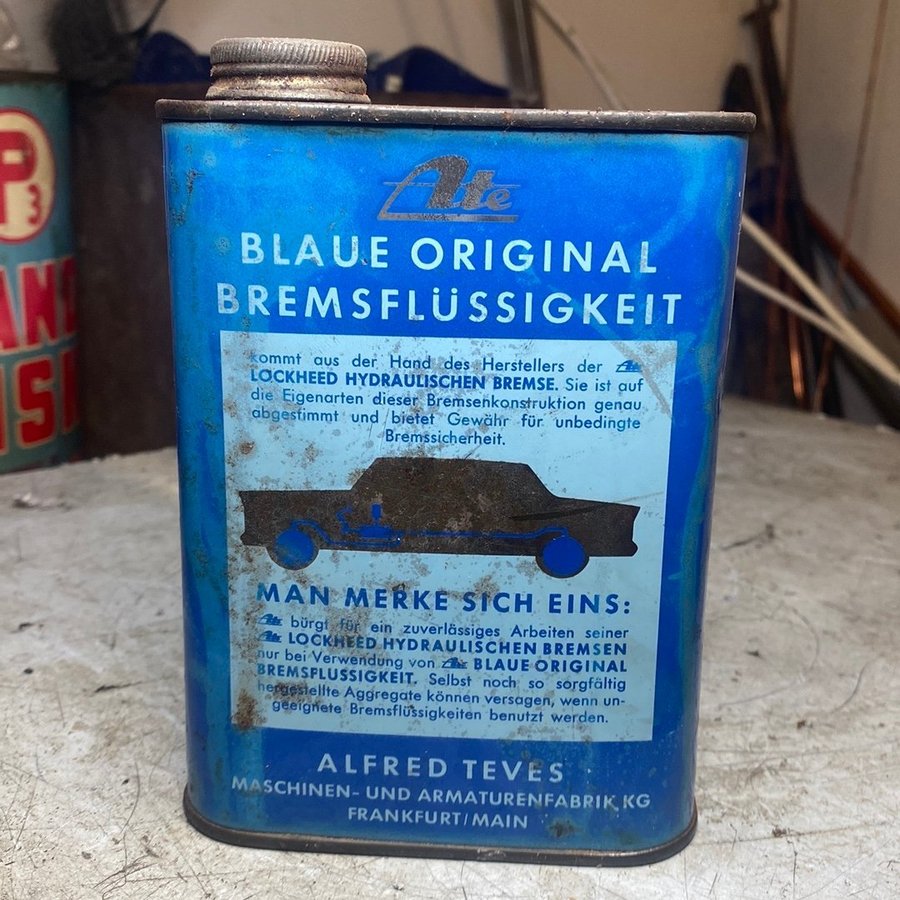 Ate
BLAUE ORIGINAL
BREMSFLÜSSIGKEIT
kommt aus der Hand des Herstellers der Ate
LOCKHEED HYDRAULISCHEN BREMSE. Sie ist auf
die Eigenarten dieser Bremsenkonstruktion genau
abgestimmt und bietet Gewähr für unbedingte
Bremssicherheit.
MAN MERKE SICH EINS:
Ate bürgt für ein zuverlässiges Arbeiten seiner
Ate LOCKHEED HYDRAULISCHEN BREMSEN
nur bei Verwendung von Ate BLAUE ORIGINAL
BREMSFLUSSIGKEIT. Selbst noch so sorgfältig
hergestellte Aggregate können versagen, wenn un-
geeignete Bremsflüssigkeiten benutzt werden.
ALFRED TEVES
MASCHINEN- UND ARMATURENFABRIK KG
FRANKFURT/MAIN